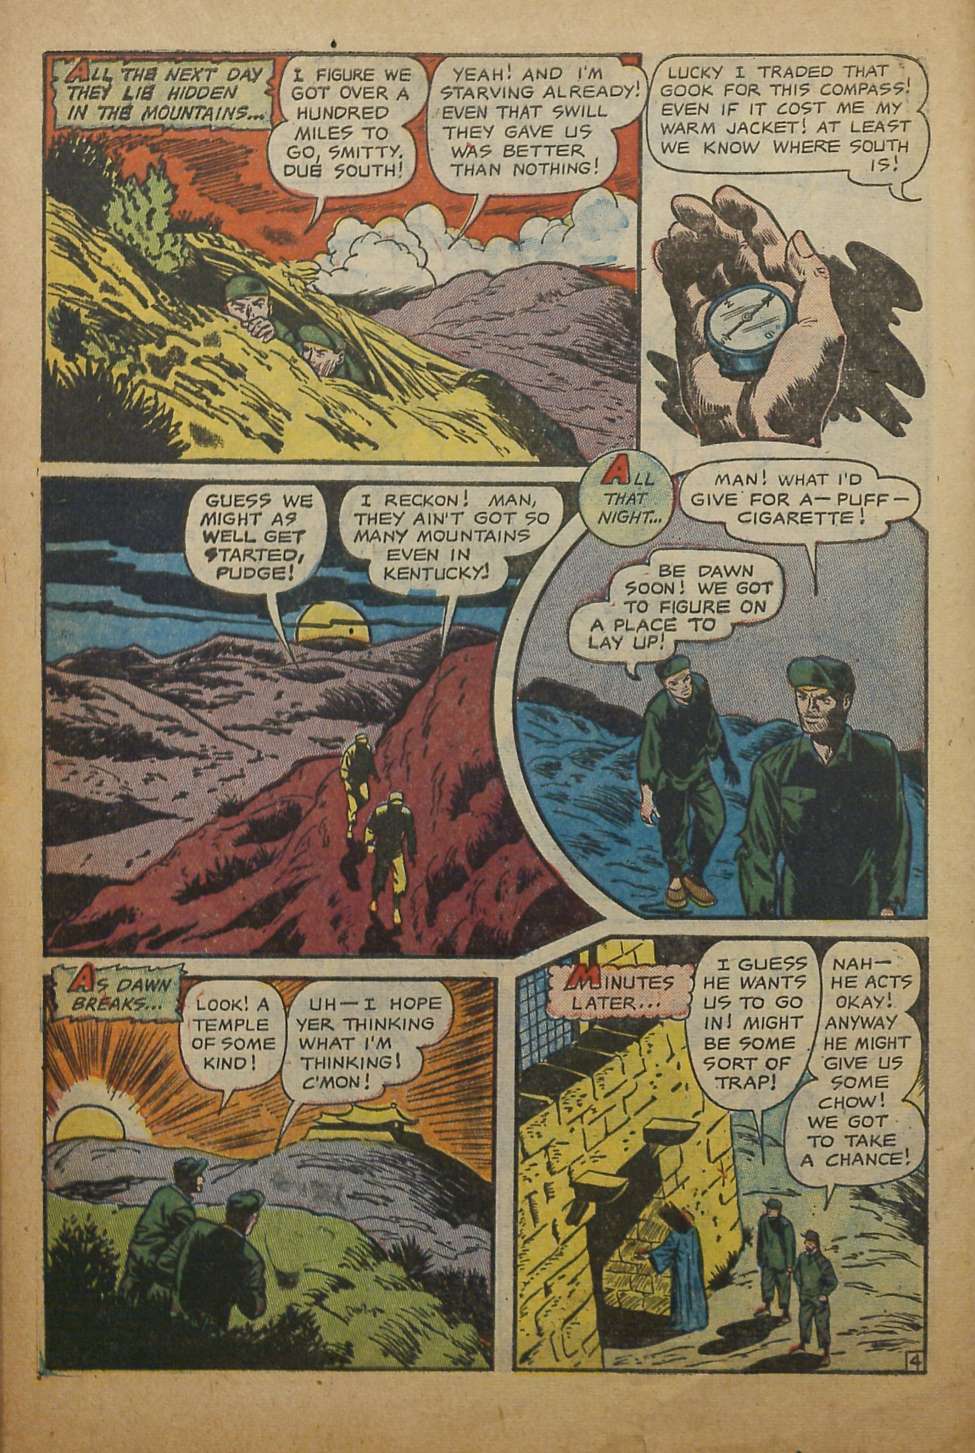 ALL THE NEXT DAY
THEY LIE HIDDEN
IN THE MOUNTAINS...
I FIGURE WE
GOT OVER A
HUNDRED
MILES TO
GO, SMITTY.
DUE SOUTH!
YEAH! AND I'M
STARVING ALREADY!
EVEN THAT SWILL
THEY GAVE US
WAS BETTER
THAN NOTHING!
LUCKY I TRADED THAT
GOOK FOR THIS COMPASS!
EVEN IF IT COST ME MY
WARM JACKET! AT LEAST
WE KNOW WHERE SOUTH
IS!
GUESS WE
MIGHT AS
WELL GET
STARTED,
PUDGE!
I RECKON! MAN,
THEY AIN'T GOT SO
MANY MOUNTAINS
EVEN IN
KENTUCKY!
ALL
THAT
NIGHT...
MAN! WHAT I'D
GIVE FOR A—PUFF—
CIGARETTE!
BE DAWN
SOON! WE GOT
TO FIGURE ON
A PLACE TO
LAY UP!
AS DAWN
BREAKS...
LOOK! A
TEMPLE
OF SOME
KIND!
UH—I HOPE
YER THINKING
WHAT I'M
THINKING!
C'MON!
MINUTES
LATER...
I GUESS
HE WANTS
US TO GO
IN! MIGHT
BE SOME
SORT OF
TRAP!
NAH—
HE ACTS
OKAY!
ANYWAY
HE MIGHT
GIVE US
SOME
CHOW!
WE GOT
TO TAKE
A CHANCE!
4